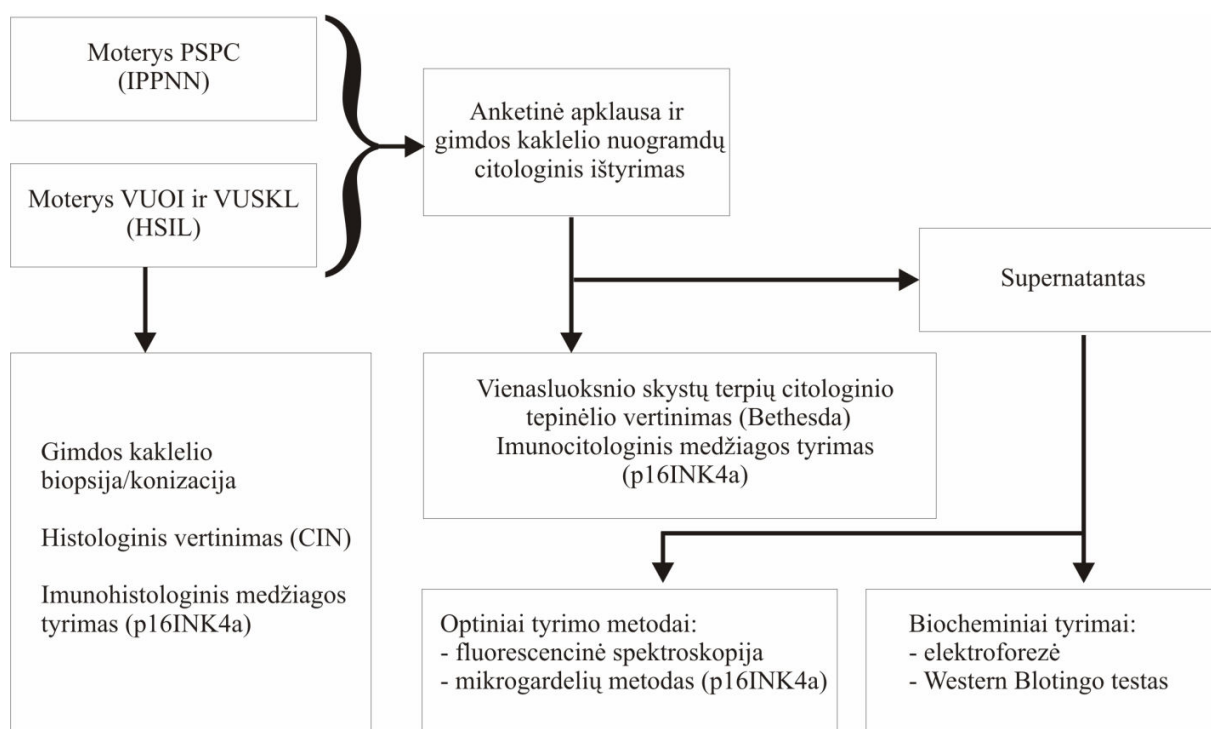 Moterys PSPC
(IPPNN)
Moterys VUOI ir VUSKL
(HSIL)
Anketinė apklausa ir
gimdos kaklelio nuogramdų
citologinis ištyrimas
Supernatantas
Gimdos kaklelio
biopsija/konizacija
Histologinis vertinimas (CIN)
Imunohistologinis medžiagos
tyrimas (p16INK4a)
Vienasluoksnio skystų terpių citologinio
tepinėlio vertinimas (Bethesda)
Imunocitologinis medžiagos tyrimas
(p16INK4a)
Optiniai tyrimo metodai:
- fluorescencinė spektroskopija
- mikrogardelių metodas (p16INK4a)
Biocheminiai tyrimai:
- elektroforezė
- Western Blotingo testas